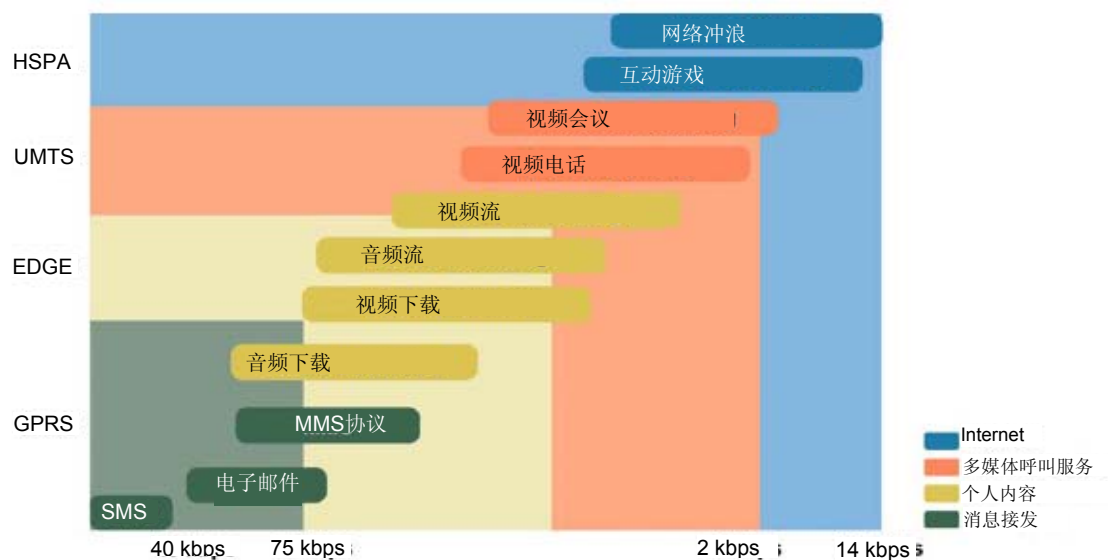 网络冲浪
HSPA
互动游戏
视频会议
UMTS
视频电话
视频流
音频流
EDGE
视频下载
音频下载
GPRS
MMS协议
电子邮件
SMS
Internet
多媒体呼叫服务
个人内容
消息接发
40 kbps
75 kbps
2 kbps
14 kbps